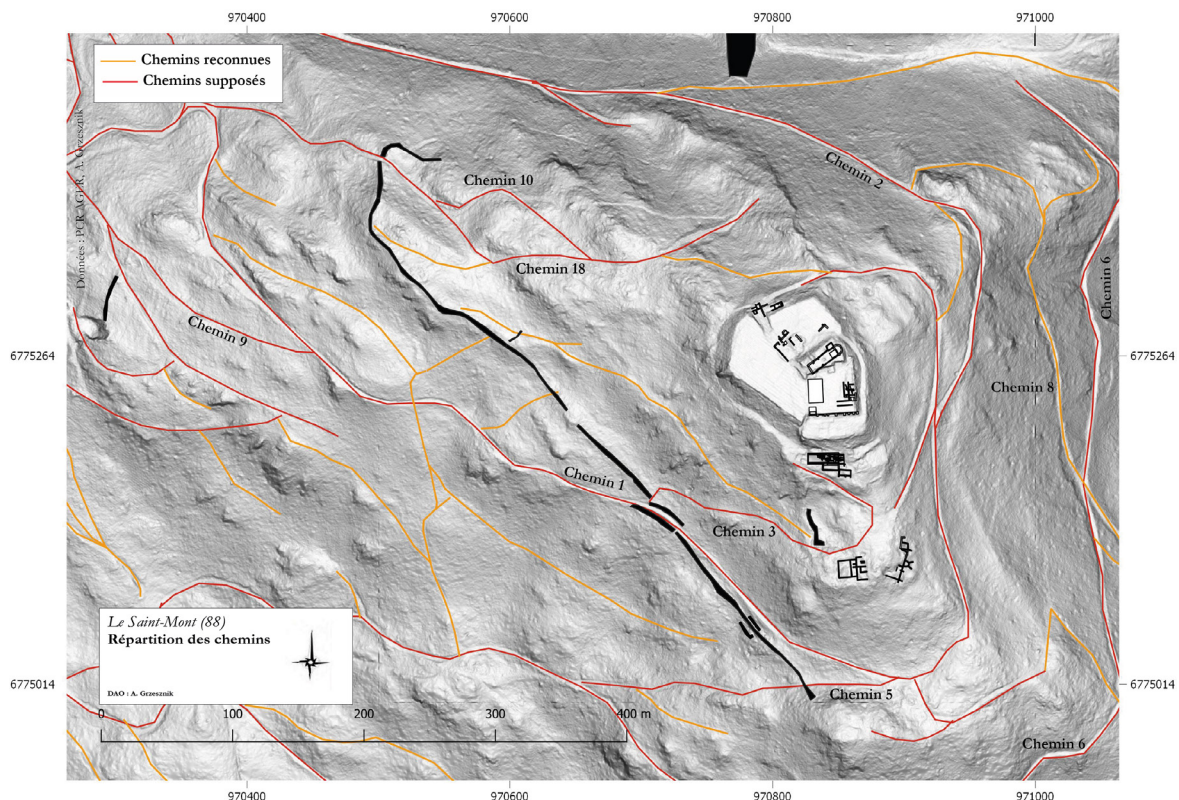 970400
970600
970800
971000
Chemins reconnues
Chemins supposés
Données : PCR AGER, A. Grzesznik
Chemin 2
Chemin 10
Chemin 18
Chemin 6
Chemin 9
6775264
6775264
Chemin 8
Chemin 1
Chemin 3
Le Saint-Mont (88)
Répartition des chemins
DAO : A. Grzesznik
6775014
6775014
Chemin 5
0
100
200
300
400 m
Chemin 6
970400
970600
970800
971000